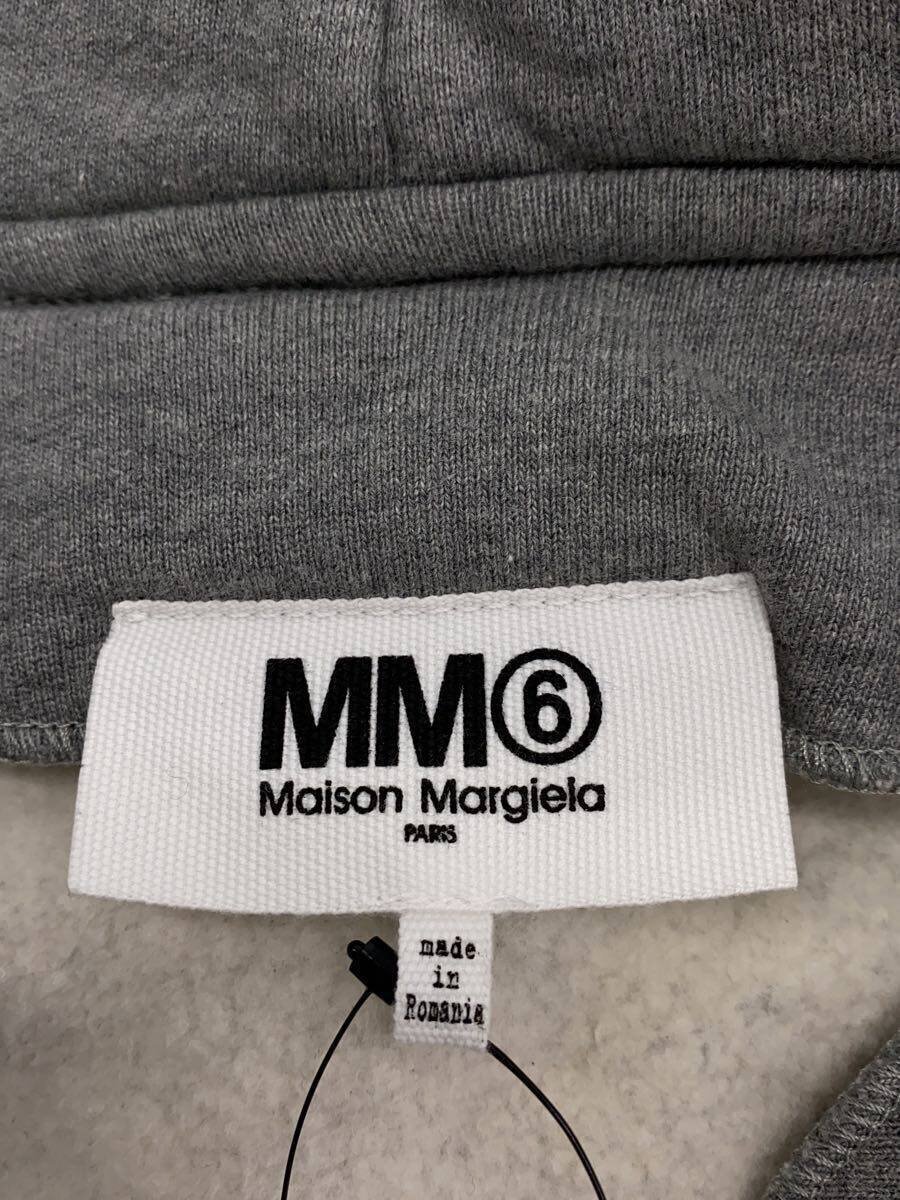 MM⑥
Maison Margiela
PARIS
made
in
Romania